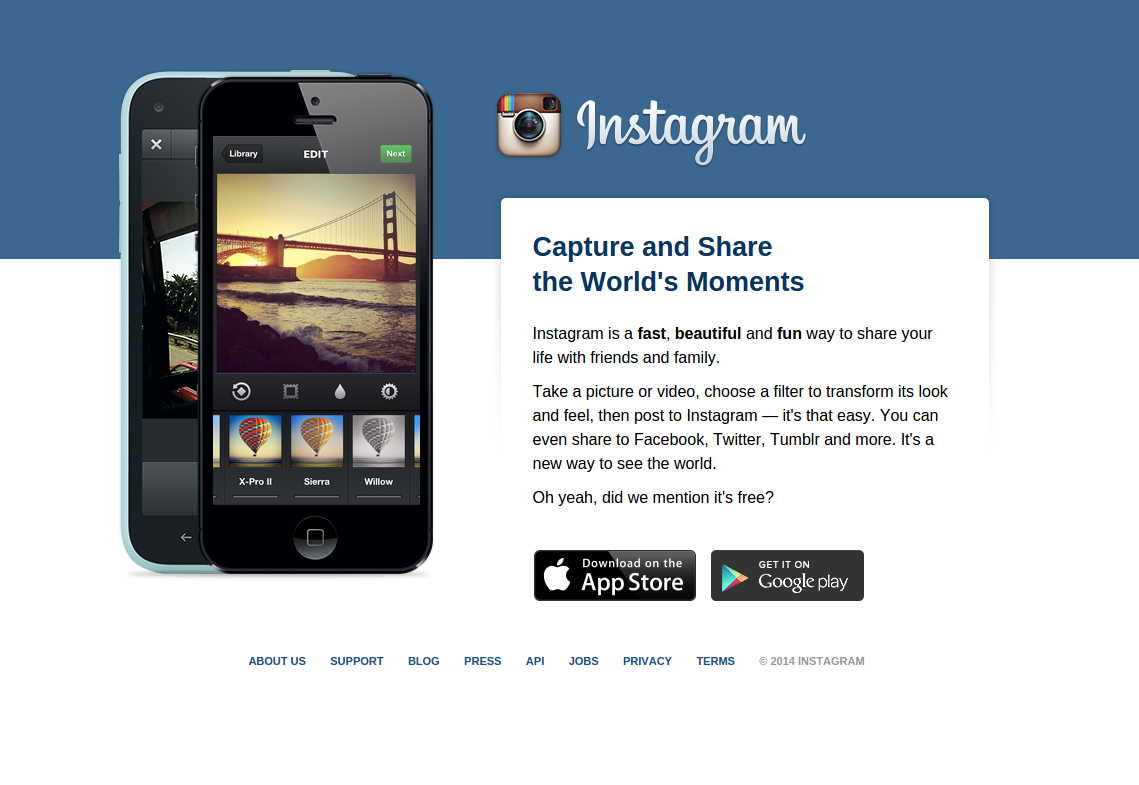 Instagram
Library
EDIT
Next
X-Pro II
Sierra
Willow
Capture and Share
the World's Moments
Instagram is a fast, beautiful and fun way to share your
life with friends and family.
Take a picture or video, choose a filter to transform its look
and feel, then post to Instagram — it's that easy. You can
even share to Facebook, Twitter, Tumblr and more. It's a
new way to see the world.
Oh yeah, did we mention it's free?
Download on the
App Store
GET IT ON
Google play
ABOUT US SUPPORT BLOG PRESS API JOBS PRIVACY TERMS © 2014 INSTAGRAM